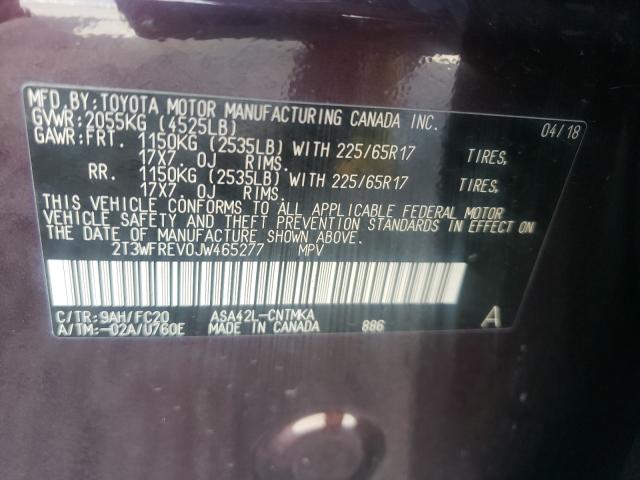 MFD. BY: TOYOTA MOTOR MANUFACTURING CANADA INC. 04/18
GVWR: 2055KG (4525LB)
GAWR: FRT. 1150KG (2535LB) WITH 225/65R17 TIRES,
17X7. 0J RIMS.
RR. 1150KG (2535LB) WITH 225/65R17 TIRES,
17X7. 0J RIMS.
THIS VEHICLE CONFORMS TO ALL APPLICABLE FEDERAL MOTOR
VEHICLE SAFETY AND THEFT PREVENTION STANDARDS IN EFFECT ON
THE DATE OF MANUFACTURE SHOWN ABOVE.
2T3WFREV0JW465277 MPV
C/TR: 9AH/FC20 ASA42L-CNTMKA
A/TM: -02A/U760E MADE IN CANADA 886 A